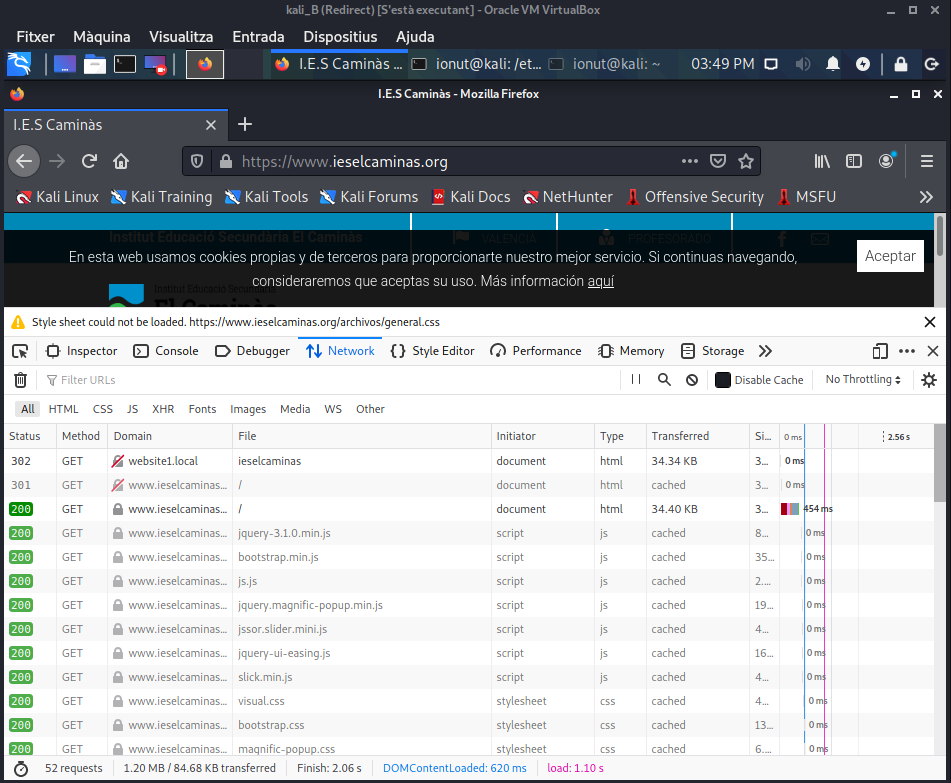 kali_B (Redirect) [S'està executant] - Oracle VM VirtualBox
Fitxer Màquina Visualitza Entrada Dispositius Ajuda
I.E.S Caminàs ... ionut@kali: /et... ionut@kali: ~ 03:49 PM
I.E.S Caminàs - Mozilla Firefox
I.E.S Caminàs
https://www.ieselcaminas.org
Kali Linux Kali Training Kali Tools Kali Forums Kali Docs NetHunter Offensive Security MSFU
Institut Educació Secundària El Caminàs VALENCIÀ PROFESORADO
En esta web usamos cookies propias y de terceros para proporcionarte nuestro mejor servicio. Si continuas navegando, Aceptar
consideraremos que aceptas su uso. Más información aquí
Institut Educació Secundària
El Caminàs
Style sheet could not be loaded. https://www.ieselcaminas.org/archivos/general.css
Inspector Console Debugger Network Style Editor Performance Memory Storage
Filter URLs Disable Cache No Throttling
All HTML CSS JS XHR Fonts Images Media WS Other
Status Method Domain File Initiator Type Transferred Si... 0 ms 2.56 s
302 GET website1.local ieselcaminas document html 34.34 KB 3... 0 ms
301 GET www.ieselcaminas... / document html cached 3... 0 ms
200 GET www.ieselcaminas... / document html 34.40 KB 3... 454 ms
200 GET www.ieselcaminas... jquery-3.1.0.min.js script js cached 8... 0 ms
200 GET www.ieselcaminas... bootstrap.min.js script js cached 35... 0 ms
200 GET www.ieselcaminas... js.js script js cached 2.... 0 ms
200 GET www.ieselcaminas... jquery.magnific-popup.min.js script js cached 19... 0 ms
200 GET www.ieselcaminas... jssor.slider.mini.js script js cached 4... 0 ms
200 GET www.ieselcaminas... jquery-ui-easing.js script js cached 16... 0 ms
200 GET www.ieselcaminas... slick.min.js script js cached 4... 0 ms
200 GET www.ieselcaminas... visual.css stylesheet css cached 2... 0 ms
200 GET www.ieselcaminas... bootstrap.css stylesheet css cached 13... 0 ms
200 GET www.ieselcaminas... magnific-popup.css stylesheet css cached 6.... 0 ms
52 requests 1.20 MB / 84.68 KB transferred Finish: 2.06 s DOMContentLoaded: 620 ms load: 1.10 s